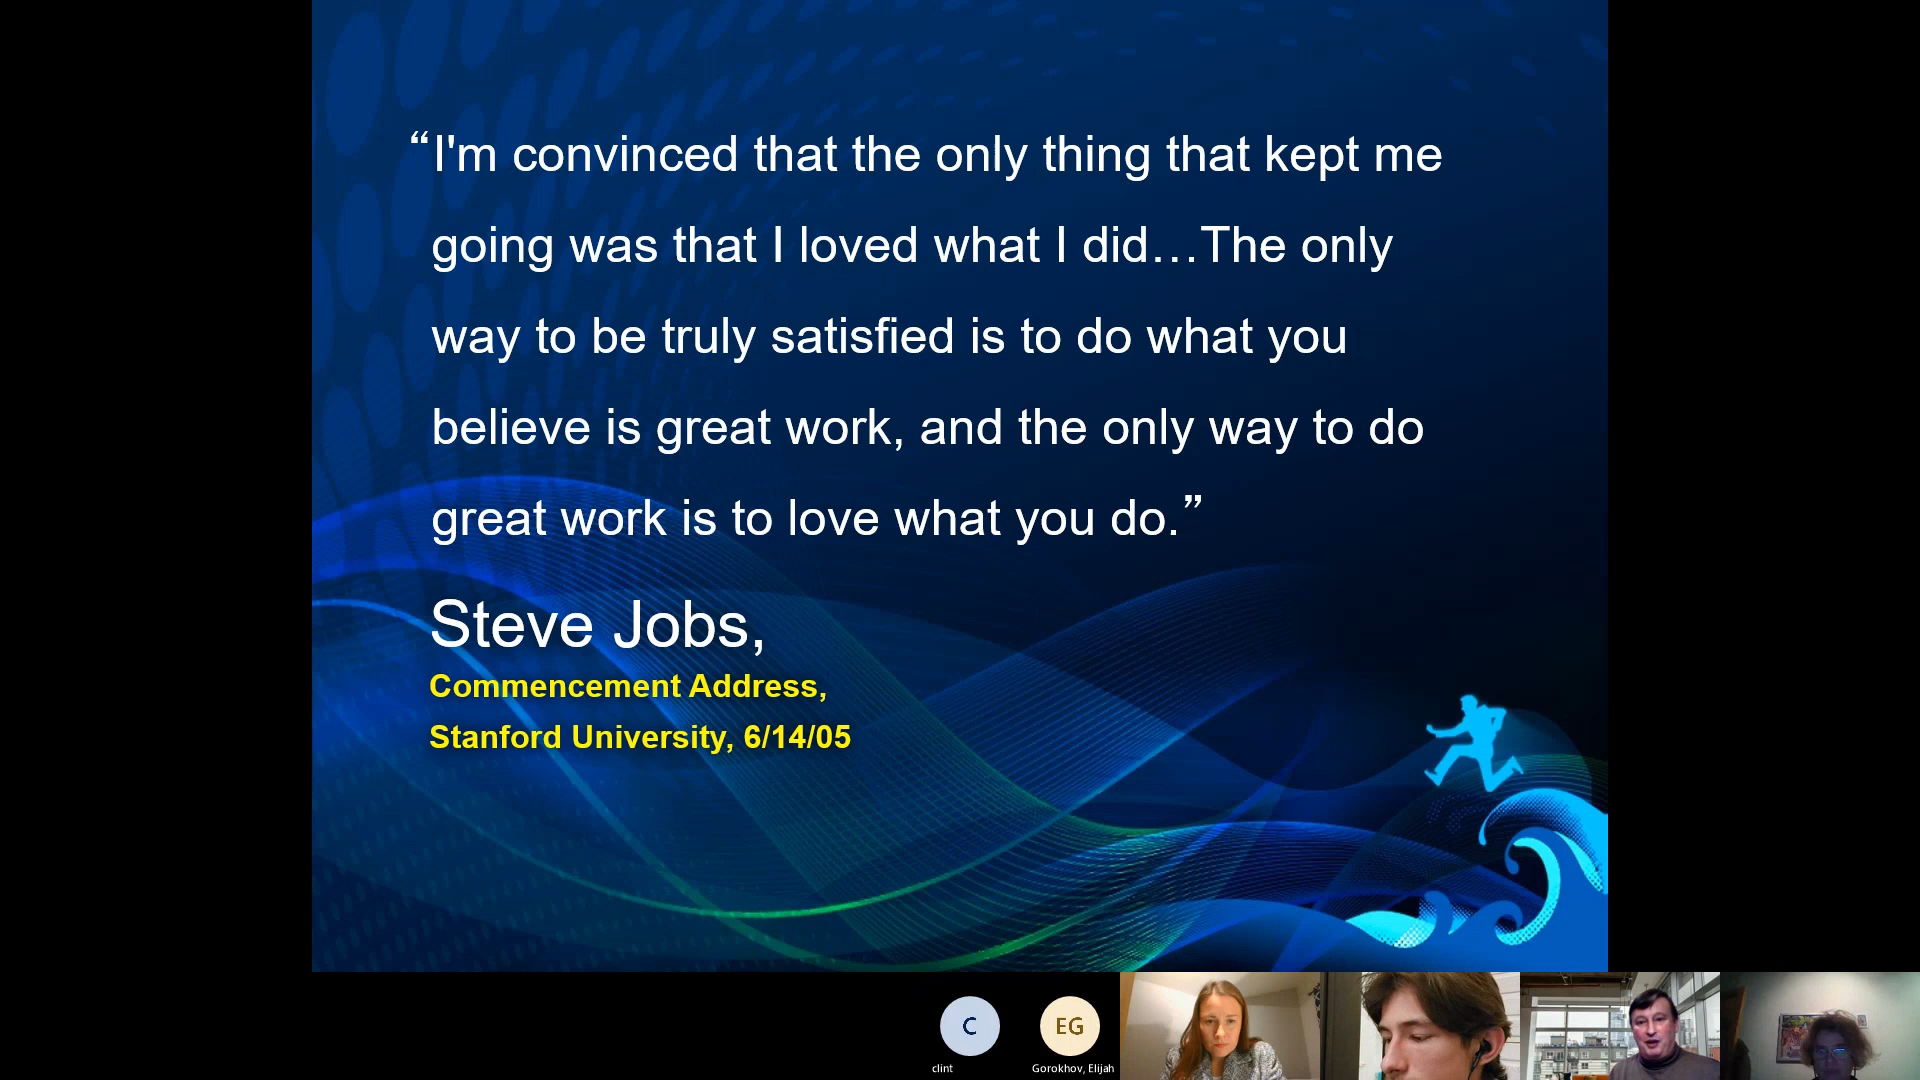 “I'm convinced that the only thing that kept me
going was that I loved what I did…The only
way to be truly satisfied is to do what you
believe is great work, and the only way to do
great work is to love what you do.”
Steve Jobs,
Commencement Address,
Stanford University, 6/14/05
C
EG
clint
Gorokhov, Elijah